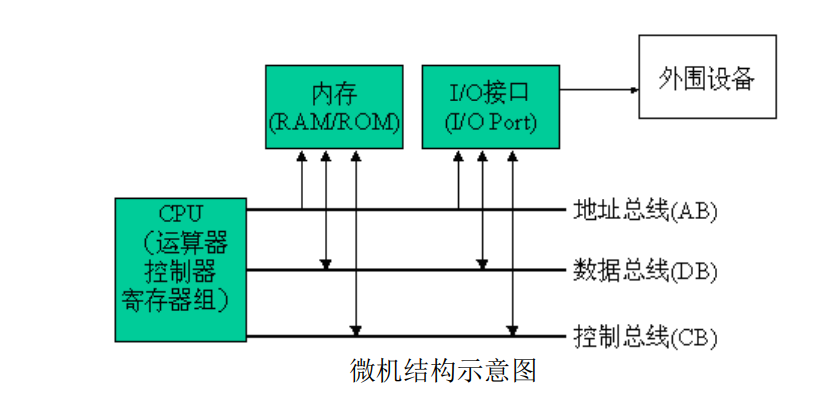 外围设备
内存
(RAM/ROM)
I/O接口
(I/O Port)
CPU
（运算器
控制器
寄存器组）
地址总线(AB)
数据总线(DB)
控制总线(CB)
微机结构示意图